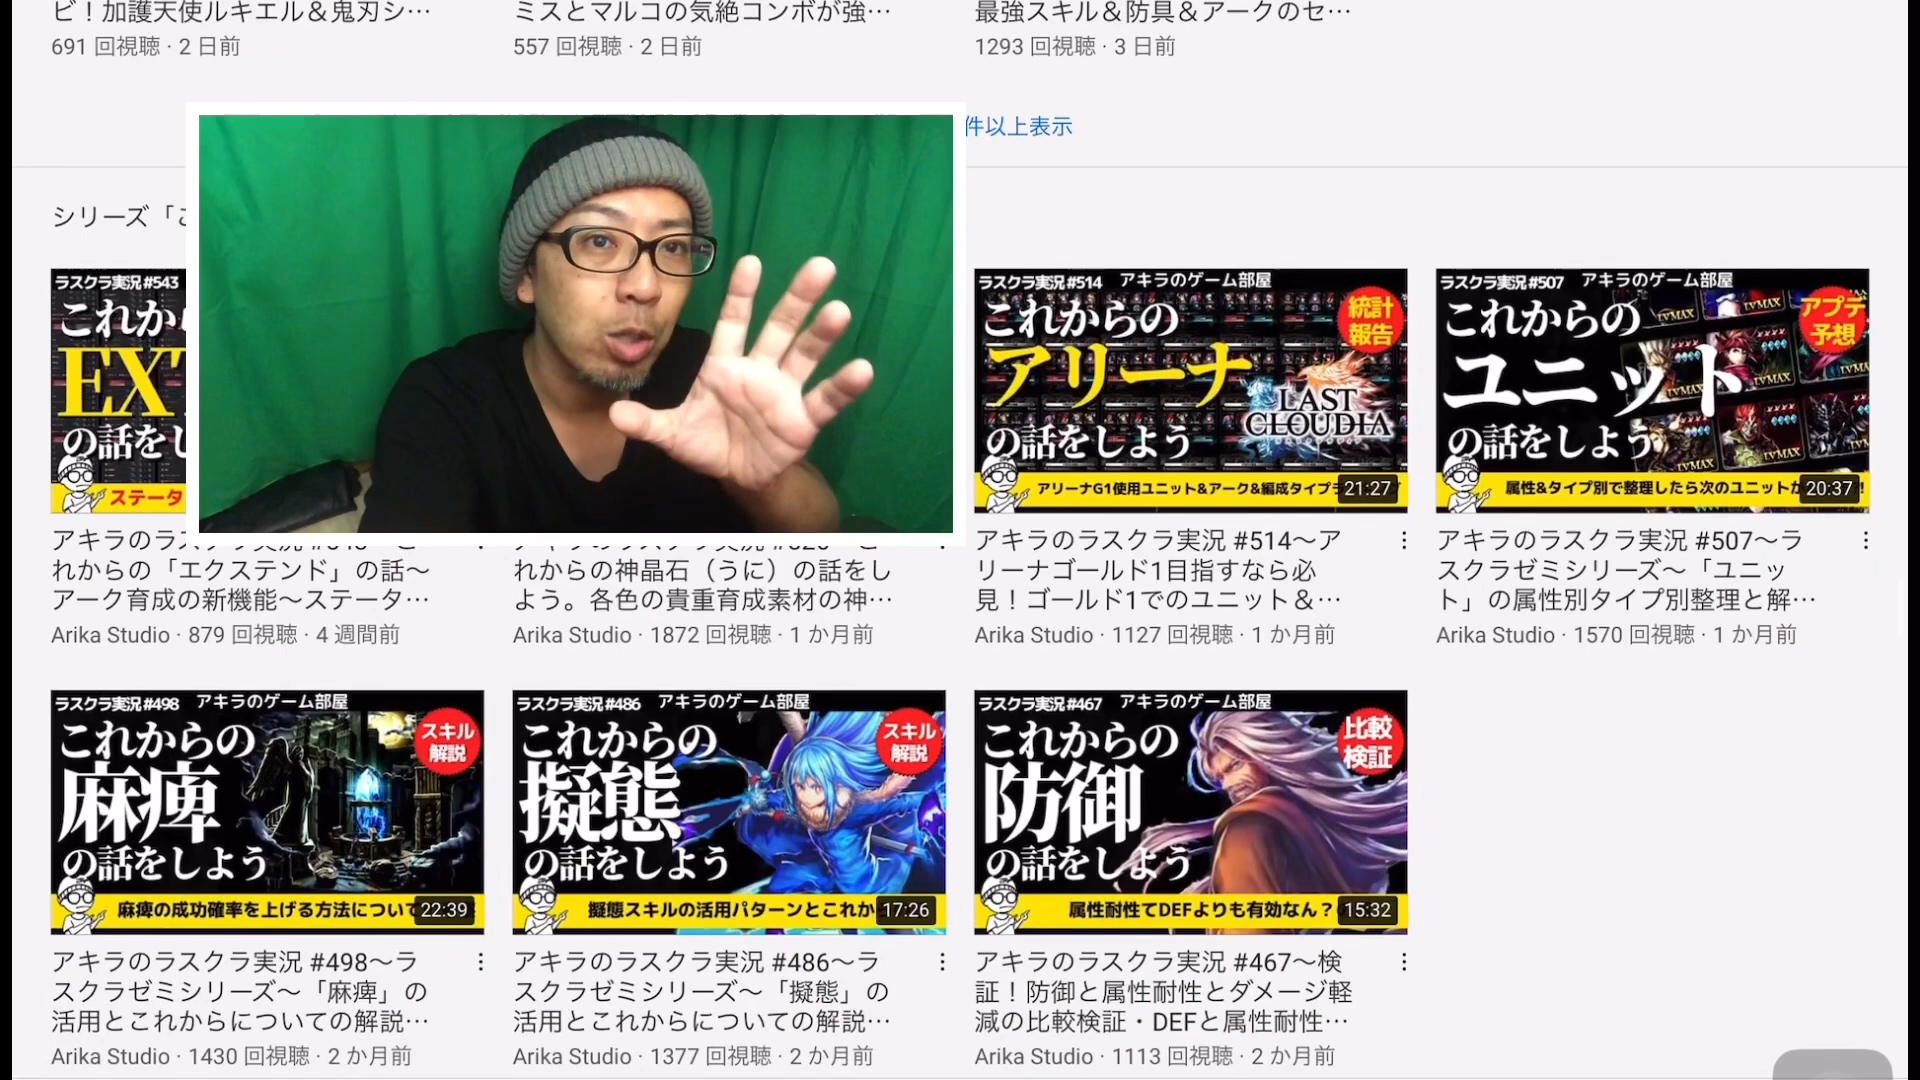 ビ！加護天使ルキエル＆鬼刃シ…
691 回視聴 · 2 日前
ミスとマルコの気絶コンボが強…
557 回視聴 · 2 日前
最強スキル＆防具＆アークのセ…
1293 回視聴 · 3 日前
件以上表示
シリーズ「こ
ラスクラ実況 #543
これから
EXT
の話をし
ステータ
アキラのラスクラ実況 #543～こ
れからの「エクステンド」の話～
アーク育成の新機能～ステータ…
Arika Studio · 879 回視聴 · 4 週間前
れからの神晶石（うに）の話をし
よう。各色の貴重育成素材の神…
Arika Studio · 1872 回視聴 · 1 か月前
ラスクラ実況 #514 アキラのゲーム部屋
これからの
アリーナ
の話をしよう
統計
報告
LAST
CLOUDIA
アリーナG1使用ユニット&アーク&編成タイプ
21:27
アキラのラスクラ実況 #514～ア
リーナゴールド1目指すなら必
見！ゴールド1でのユニット＆…
Arika Studio · 1127 回視聴 · 1 か月前
ラスクラ実況 #507 アキラのゲーム部屋
これからの
ユニット
の話をしよう
アプデ
予想
LVMAX
LVMAX
LVMAX
LVMAX
LVMAX
属性&タイプ別で整理したら次のユニットが
20:37
アキラのラスクラ実況 #507～ラ
スクラゼミシリーズ～「ユニッ
ト」の属性別タイプ別整理と解…
Arika Studio · 1570 回視聴 · 1 か月前
ラスクラ実況 #498 アキラのゲーム部屋
これからの
麻痺
の話をしよう
スキル
解説
麻痺の成功確率を上げる方法について
22:39
アキラのラスクラ実況 #498～ラ
スクラゼミシリーズ～「麻痺」の
活用とこれからについての解説…
Arika Studio · 1430 回視聴 · 2 か月前
ラスクラ実況 #486 アキラのゲーム部屋
これからの
擬態
の話をしよう
スキル
解説
擬態スキルの活用パターンとこれか
17:26
アキラのラスクラ実況 #486～ラ
スクラゼミシリーズ～「擬態」の
活用とこれからについての解説…
Arika Studio · 1377 回視聴 · 2 か月前
ラスクラ実況 #467 アキラのゲーム部屋
これからの
防御
の話をしよう
比較
検証
属性耐性てDEFよりも有効なん？
15:32
アキラのラスクラ実況 #467～検
証！防御と属性耐性とダメージ軽
減の比較検証・DEFと属性耐性…
Arika Studio · 1113 回視聴 · 2 か月前